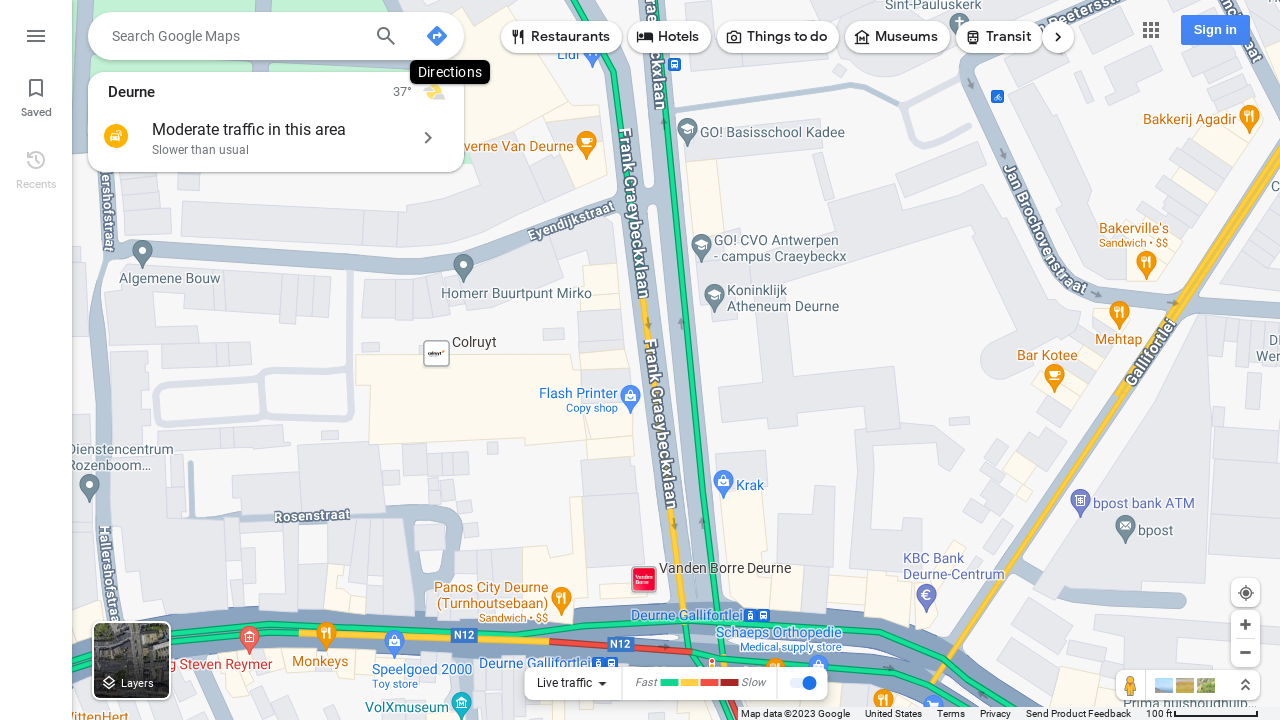 Search Google Maps
Directions
Restaurants
Hotels
Things to do
Museums
Transit
Sign in
Saved
Recents
Deurne
37°
Moderate traffic in this area
Slower than usual
Sint-Pauluskerk
Lidl
GO! Basisschool Kadee
Bakkerij Agadir
Frank Craeybeckxlaan
Jan Brochovenstraat
Eyendijkstraat
Bakerville's
Sandwich • $$
GO! CVO Antwerpen
- campus Craeybeckx
Algemene Bouw
Homerr Buurtpunt Mirko
Koninklijk
Atheneum Deurne
Frank Craeybeckxlaan
Mehtap
Gallifortlei
Colruyt
colruyt
Bar Kotee
Flash Printer
Copy shop
Dienstencentrum
Rozenboom...
Krak
bpost bank ATM
bpost
Rosenstraat
KBC Bank
Deurne-Centrum
Vanden Borre Deurne
Vanden
Borre
Panos City Deurne
(Turnhoutsebaan)
Sandwich • $$
Deurne Gallifortlei
N12
N12
Schaeps Orthopedie
Medical supply store
g Steven Reymer
Monkeys
Speelgoed 2000
Toy store
Deurne Gallifortlei
VolXmuseum
Layers
Live traffic
Fast
Slow
Map data ©2023 Google
United States
Terms
Privacy
Send Product Feedback
100 ft